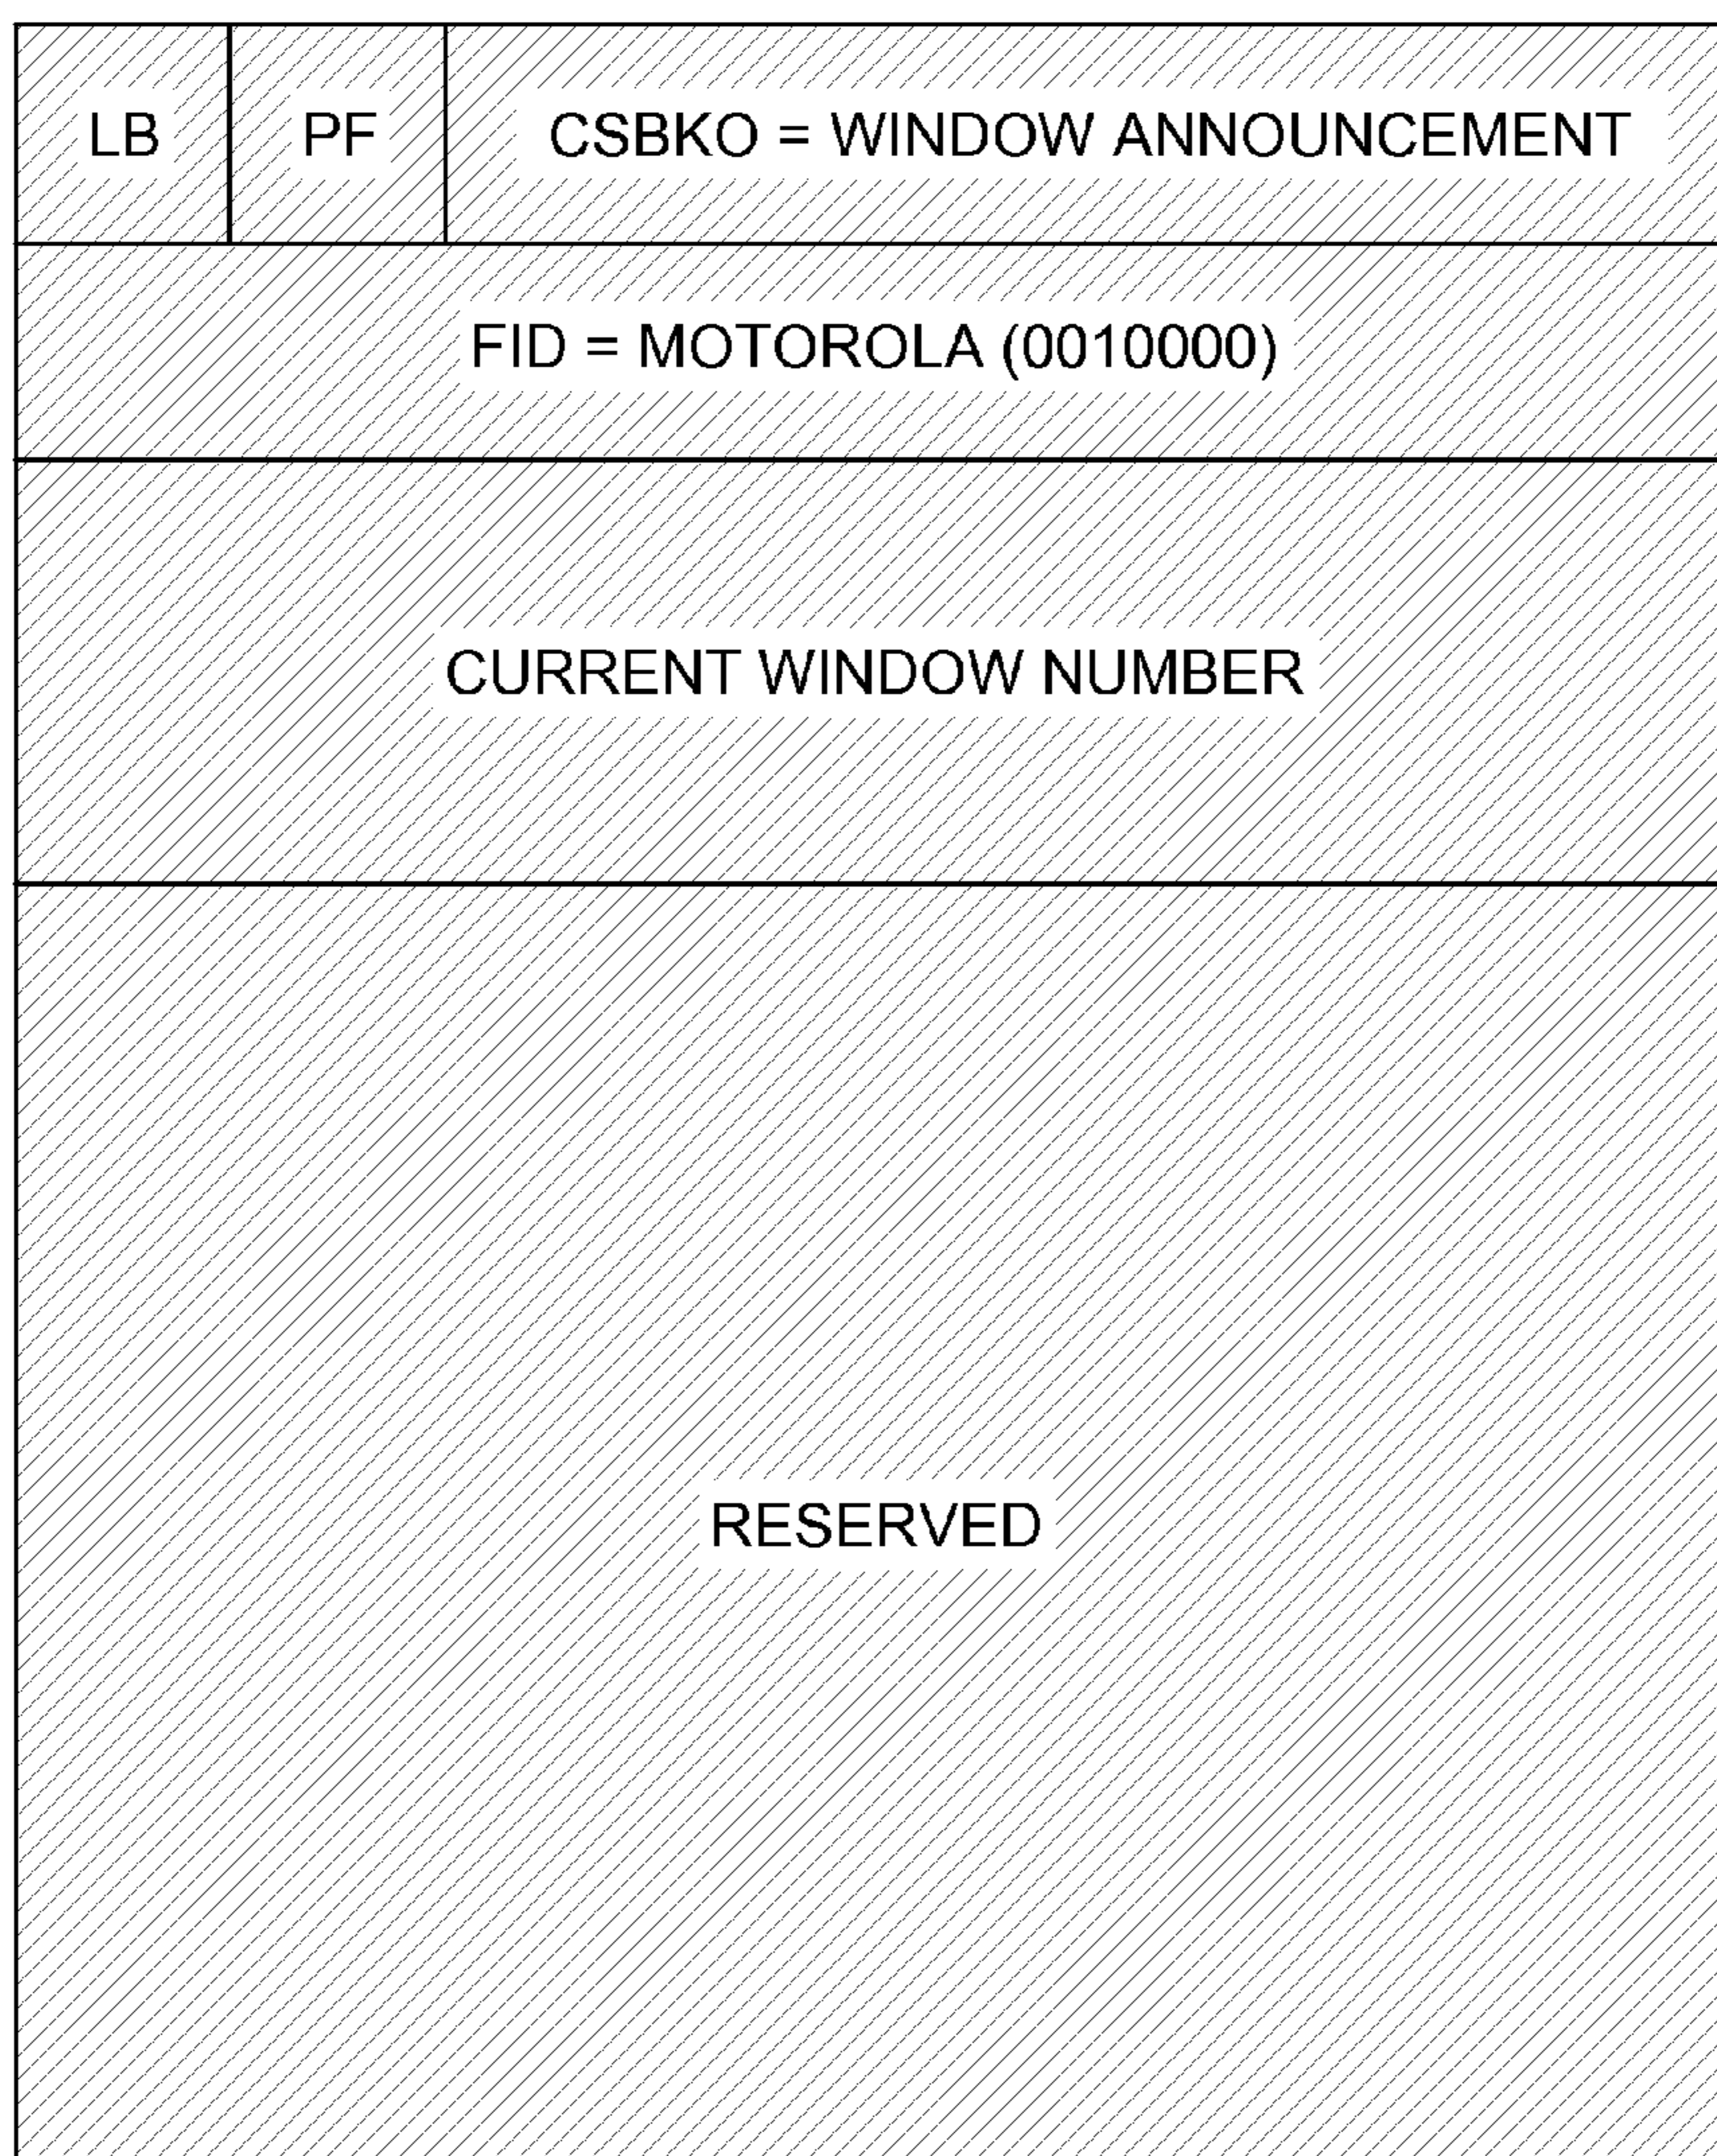 LB PF CSBKO = WINDOW ANNOUNCEMENT
FID = MOTOROLA (0010000)
CURRENT WINDOW NUMBER
RESERVED